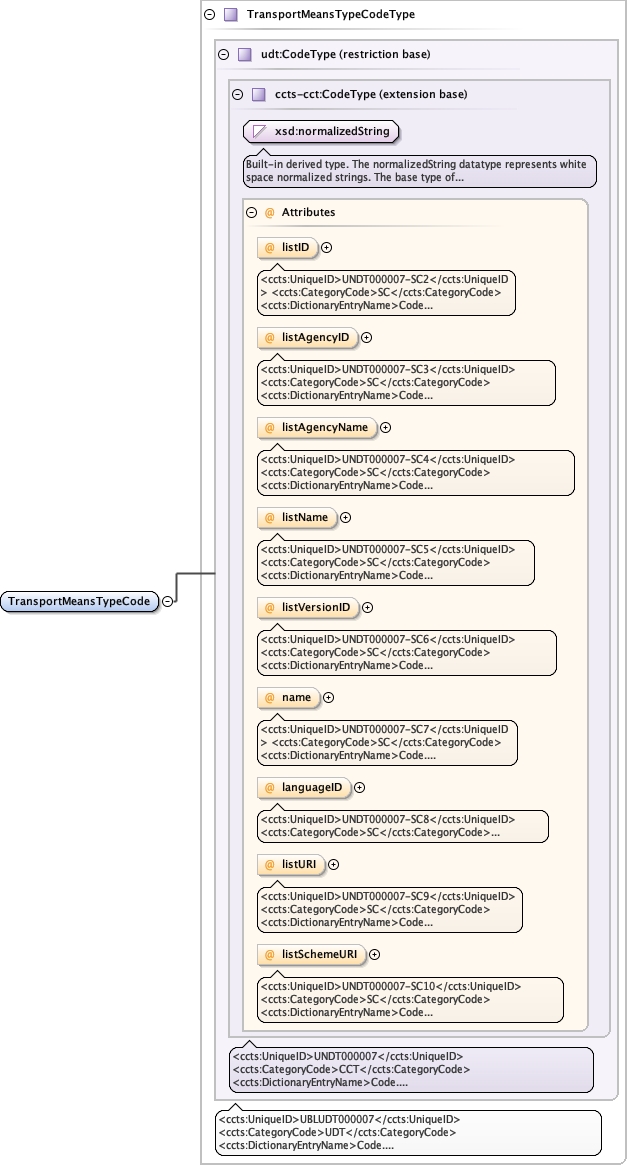 TransportMeansTypeCodeType
udt:CodeType (restriction base)
ccts-cct:CodeType (extension base)
xsd:normalizedString
Built-in derived type. The normalizedString datatype represents white
space normalized strings. The base type of...
@ Attributes
@ listID
<ccts:UniqueID>UNDT000007-SC2</ccts:UniqueID
> <ccts:CategoryCode>SC</ccts:CategoryCode>
<ccts:DictionaryEntryName>Code...
@ listAgencyID
<ccts:UniqueID>UNDT000007-SC3</ccts:UniqueID>
<ccts:CategoryCode>SC</ccts:CategoryCode>
<ccts:DictionaryEntryName>Code...
@ listAgencyName
<ccts:UniqueID>UNDT000007-SC4</ccts:UniqueID>
<ccts:CategoryCode>SC</ccts:CategoryCode>
<ccts:DictionaryEntryName>Code...
@ listName
<ccts:UniqueID>UNDT000007-SC5</ccts:UniqueID>
<ccts:CategoryCode>SC</ccts:CategoryCode>
<ccts:DictionaryEntryName>Code...
TransportMeansTypeCode
@ listVersionID
<ccts:UniqueID>UNDT000007-SC6</ccts:UniqueID>
<ccts:CategoryCode>SC</ccts:CategoryCode>
<ccts:DictionaryEntryName>Code...
@ name
<ccts:UniqueID>UNDT000007-SC7</ccts:UniqueID
> <ccts:CategoryCode>SC</ccts:CategoryCode>
<ccts:DictionaryEntryName>Code....
@ languageID
<ccts:UniqueID>UNDT000007-SC8</ccts:UniqueID>
<ccts:CategoryCode>SC</ccts:CategoryCode>...
@ listURI
<ccts:UniqueID>UNDT000007-SC9</ccts:UniqueID>
<ccts:CategoryCode>SC</ccts:CategoryCode>
<ccts:DictionaryEntryName>Code...
@ listSchemeURI
<ccts:UniqueID>UNDT000007-SC10</ccts:UniqueID>
<ccts:CategoryCode>SC</ccts:CategoryCode>
<ccts:DictionaryEntryName>Code...
<ccts:UniqueID>UNDT000007</ccts:UniqueID>
<ccts:CategoryCode>CCT</ccts:CategoryCode>
<ccts:DictionaryEntryName>Code....
<ccts:UniqueID>UBLUDT000007</ccts:UniqueID>
<ccts:CategoryCode>UDT</ccts:CategoryCode>
<ccts:DictionaryEntryName>Code....